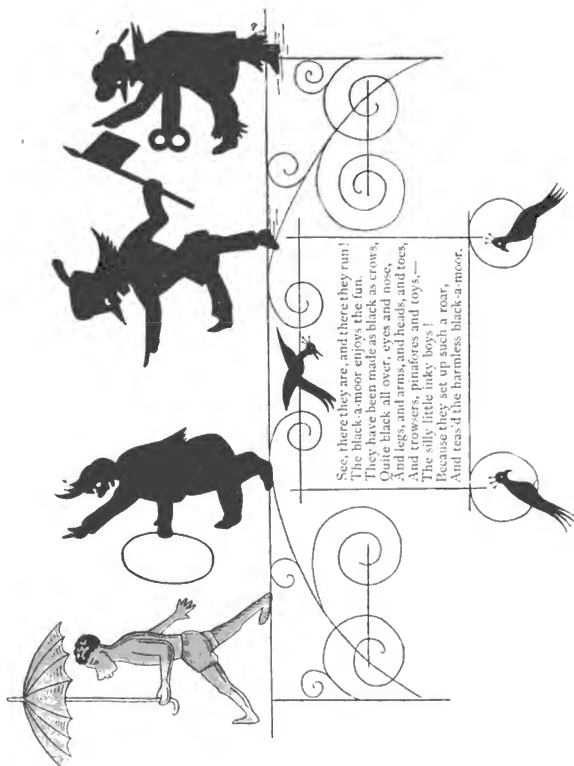 See, there they are, and there they run!
The black-a-moor enjoys the fun.
They have been made as black as crows,
Quite black all over, eyes and nose,
And legs, and arms, and heads, and toes,
And trowsers, pinafores and toys,—
The silly little inky boys!
Because they set up such a roar,
And teas'd the harmless black-a-moor.